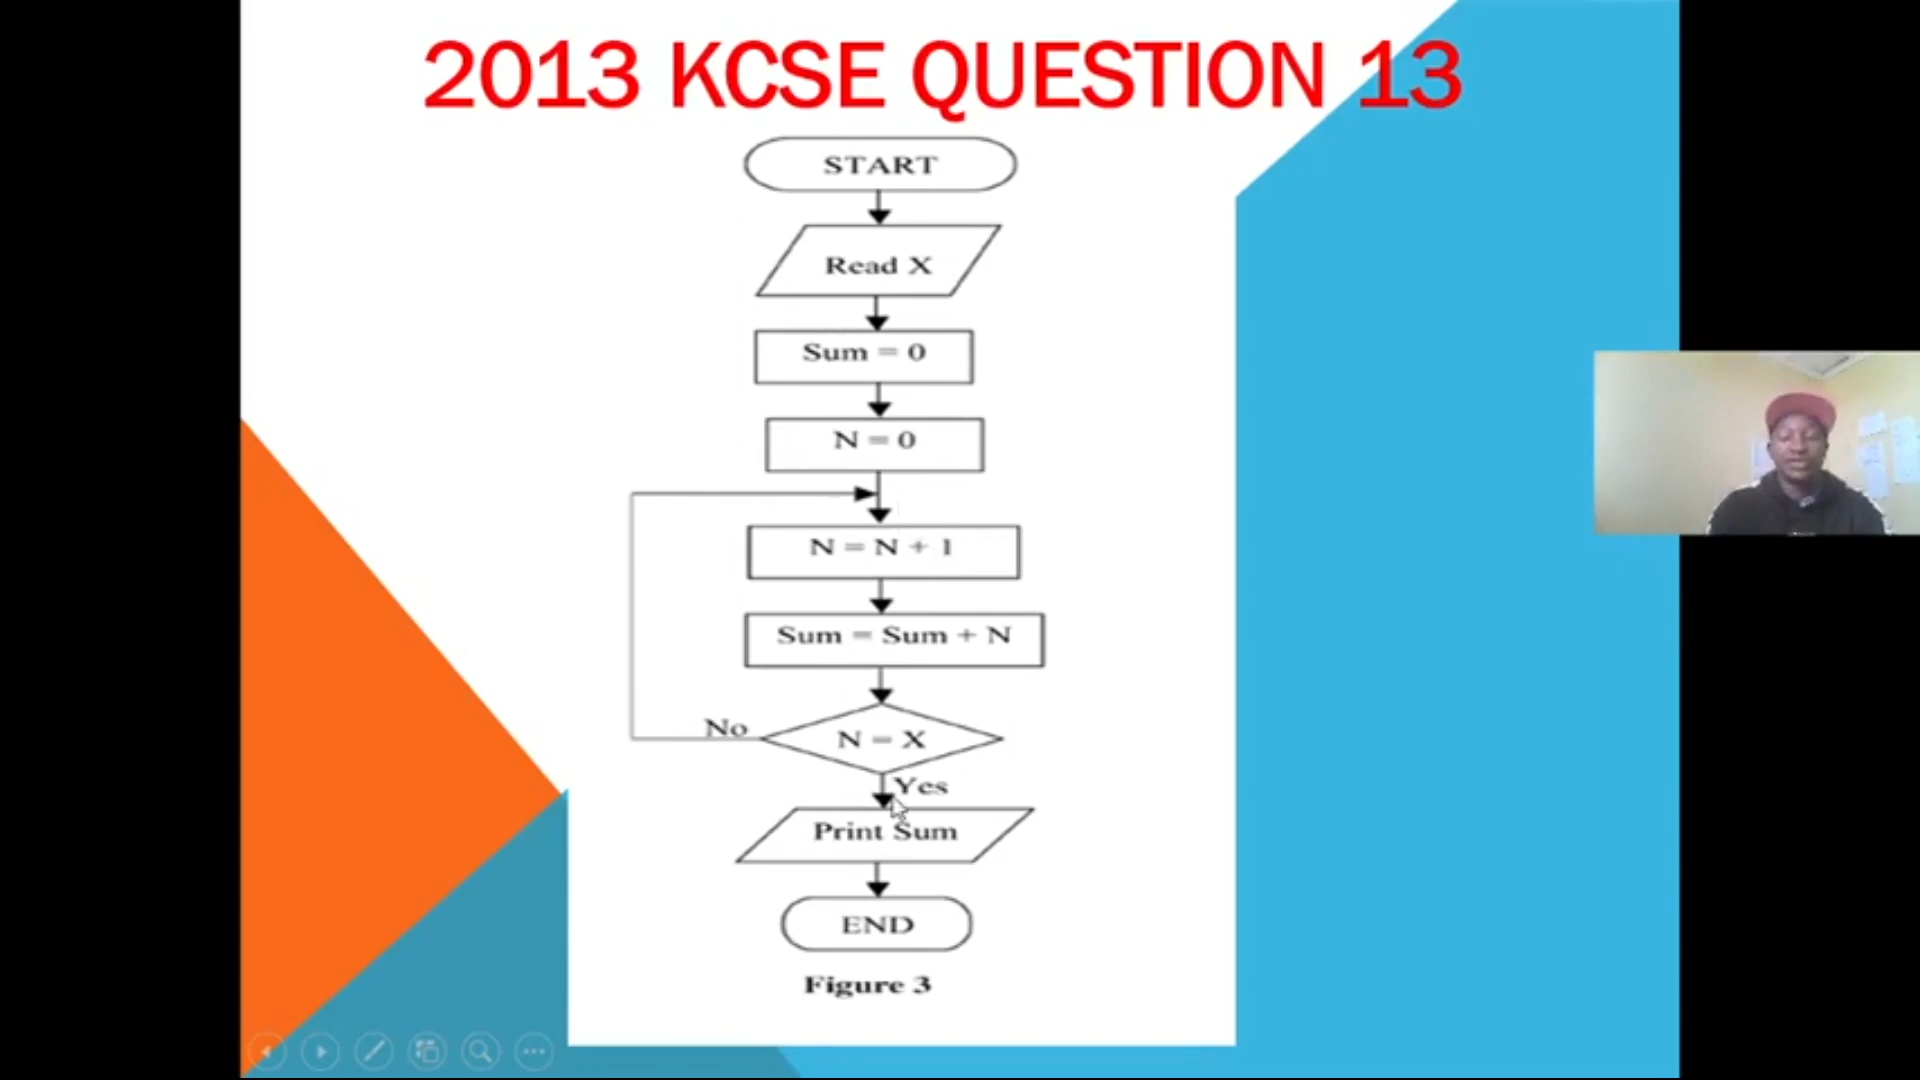 2013 KCSE QUESTION 13
START
Read X
Sum = 0
N = 0
N = N + 1
Sum = Sum + N
No
N = X
Yes
Print Sum
END
Figure 3